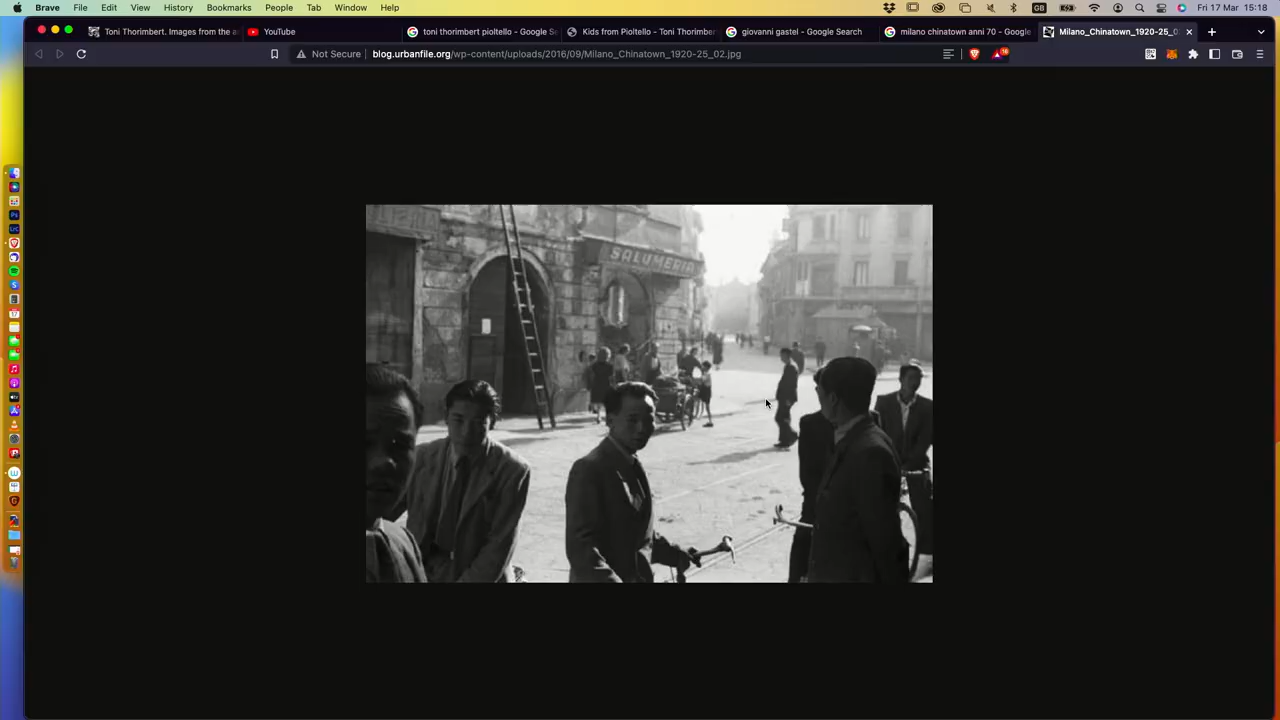 Brave File Edit View History Bookmarks People Tab Window Help GB Fri 17 Mar 15:18
Toni Thorimbert. Images from the a YouTube toni thorimbert pioltello - Google Se Kids from Pioltello - Toni Thorimber giovanni gastel - Google Search milano chinatown anni 70 - Google Milano_Chinatown_1920-25_0
Not Secure blog.urbanfile.org/wp-content/uploads/2016/09/Milano_Chinatown_1920-25_02.jpg
SALUMERIA